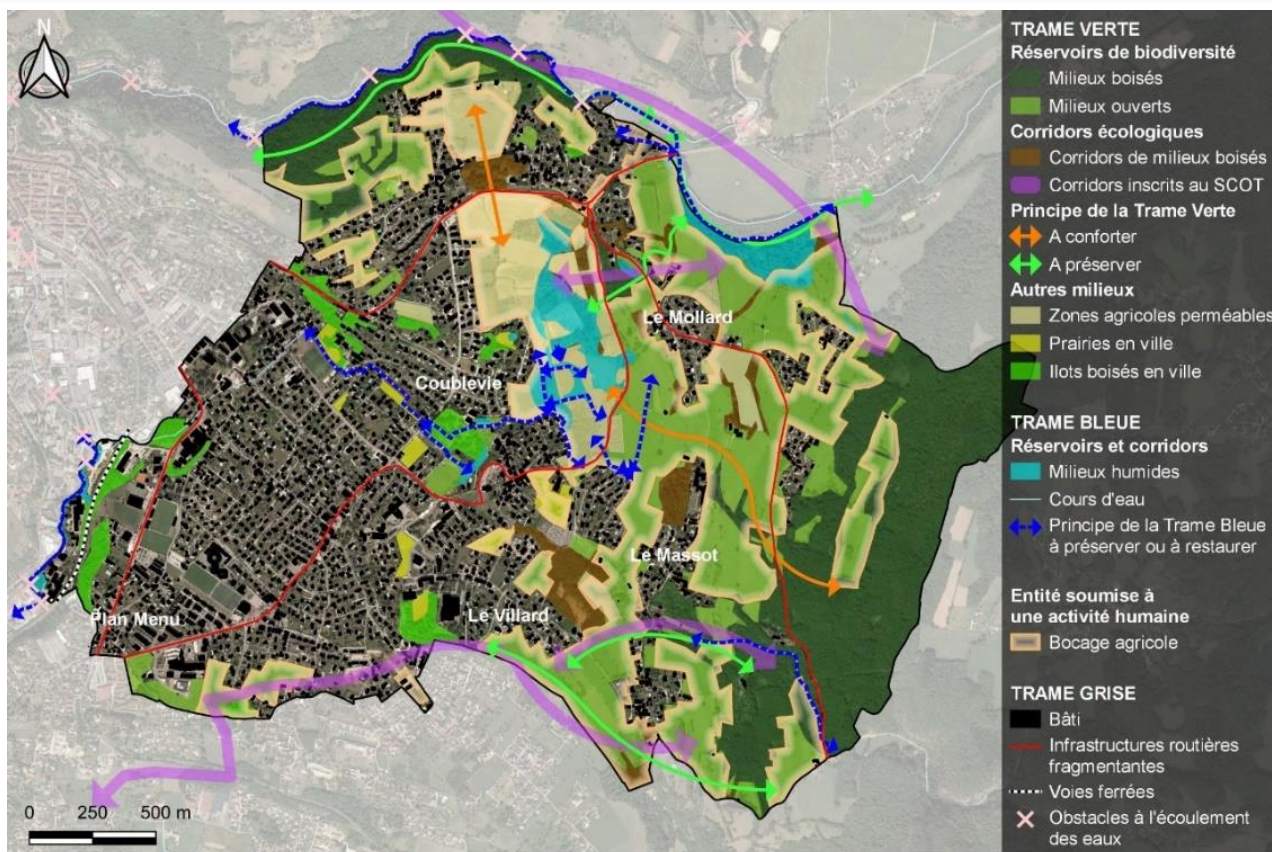 N
Coublevie
Le Mollard
Le Massot
Le Villard
Plan Menu
0 250 500 m
TRAME VERTE
Réservoirs de biodiversité
Milieux boisés
Milieux ouverts
Corridors écologiques
Corridors de milieux boisés
Corridors inscrits au SCOT
Principe de la Trame Verte
A conforter
A préserver
Autres milieux
Zones agricoles perméables
Prairies en ville
Ilots boisés en ville
TRAME BLEUE
Réservoirs et corridors
Milieux humides
Cours d'eau
Principe de la Trame Bleue
à préserver ou à restaurer
Entité soumise à
une activité humaine
Bocage agricole
TRAME GRISE
Bâti
Infrastructures routières
fragmentantes
Voies ferrées
Obstacles à l'écoulement
des eaux